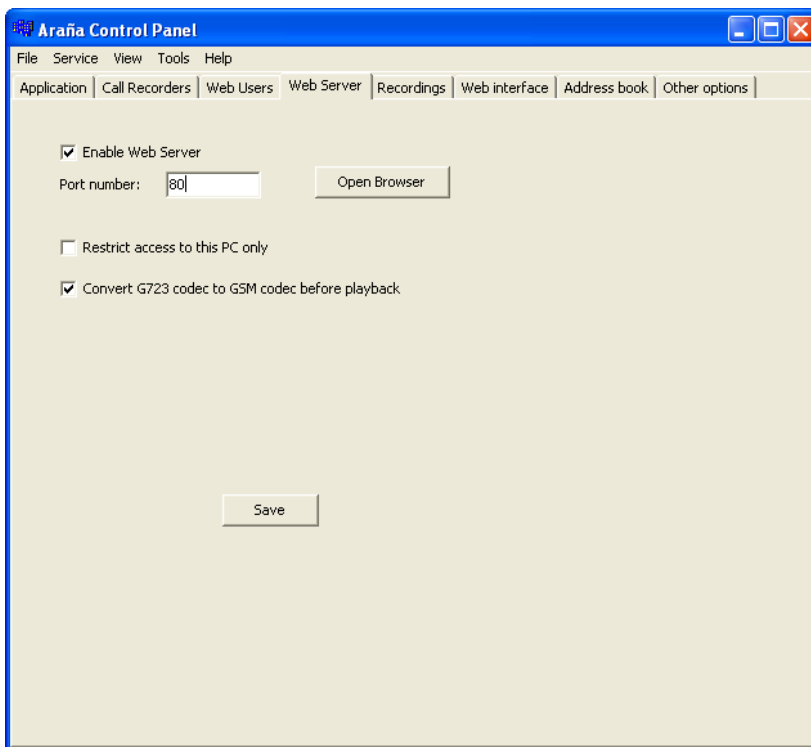 Araña Control Panel
File Service View Tools Help
Application Call Recorders Web Users Web Server Recordings Web interface Address book Other options
Enable Web Server
Port number: 80 Open Browser
Restrict access to this PC only
Convert G723 codec to GSM codec before playback
Save